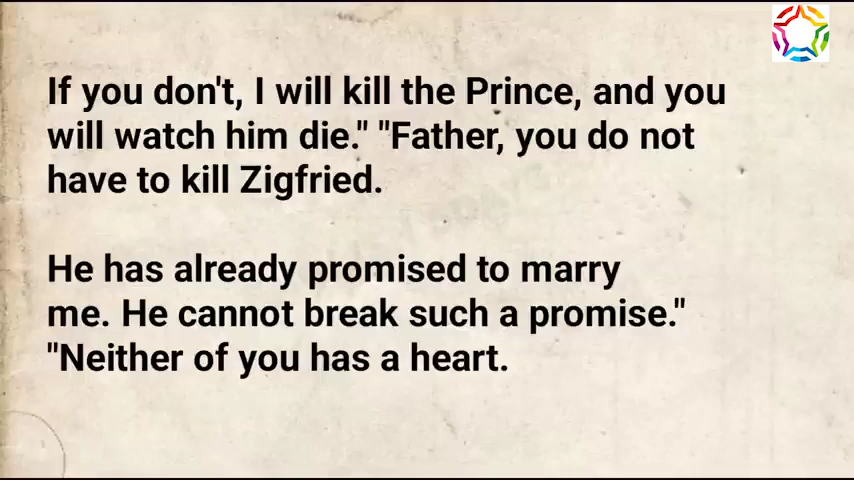 If you don't, I will kill the Prince, and you
will watch him die." "Father, you do not
have to kill Zigfried.
He has already promised to marry
me. He cannot break such a promise."
"Neither of you has a heart.